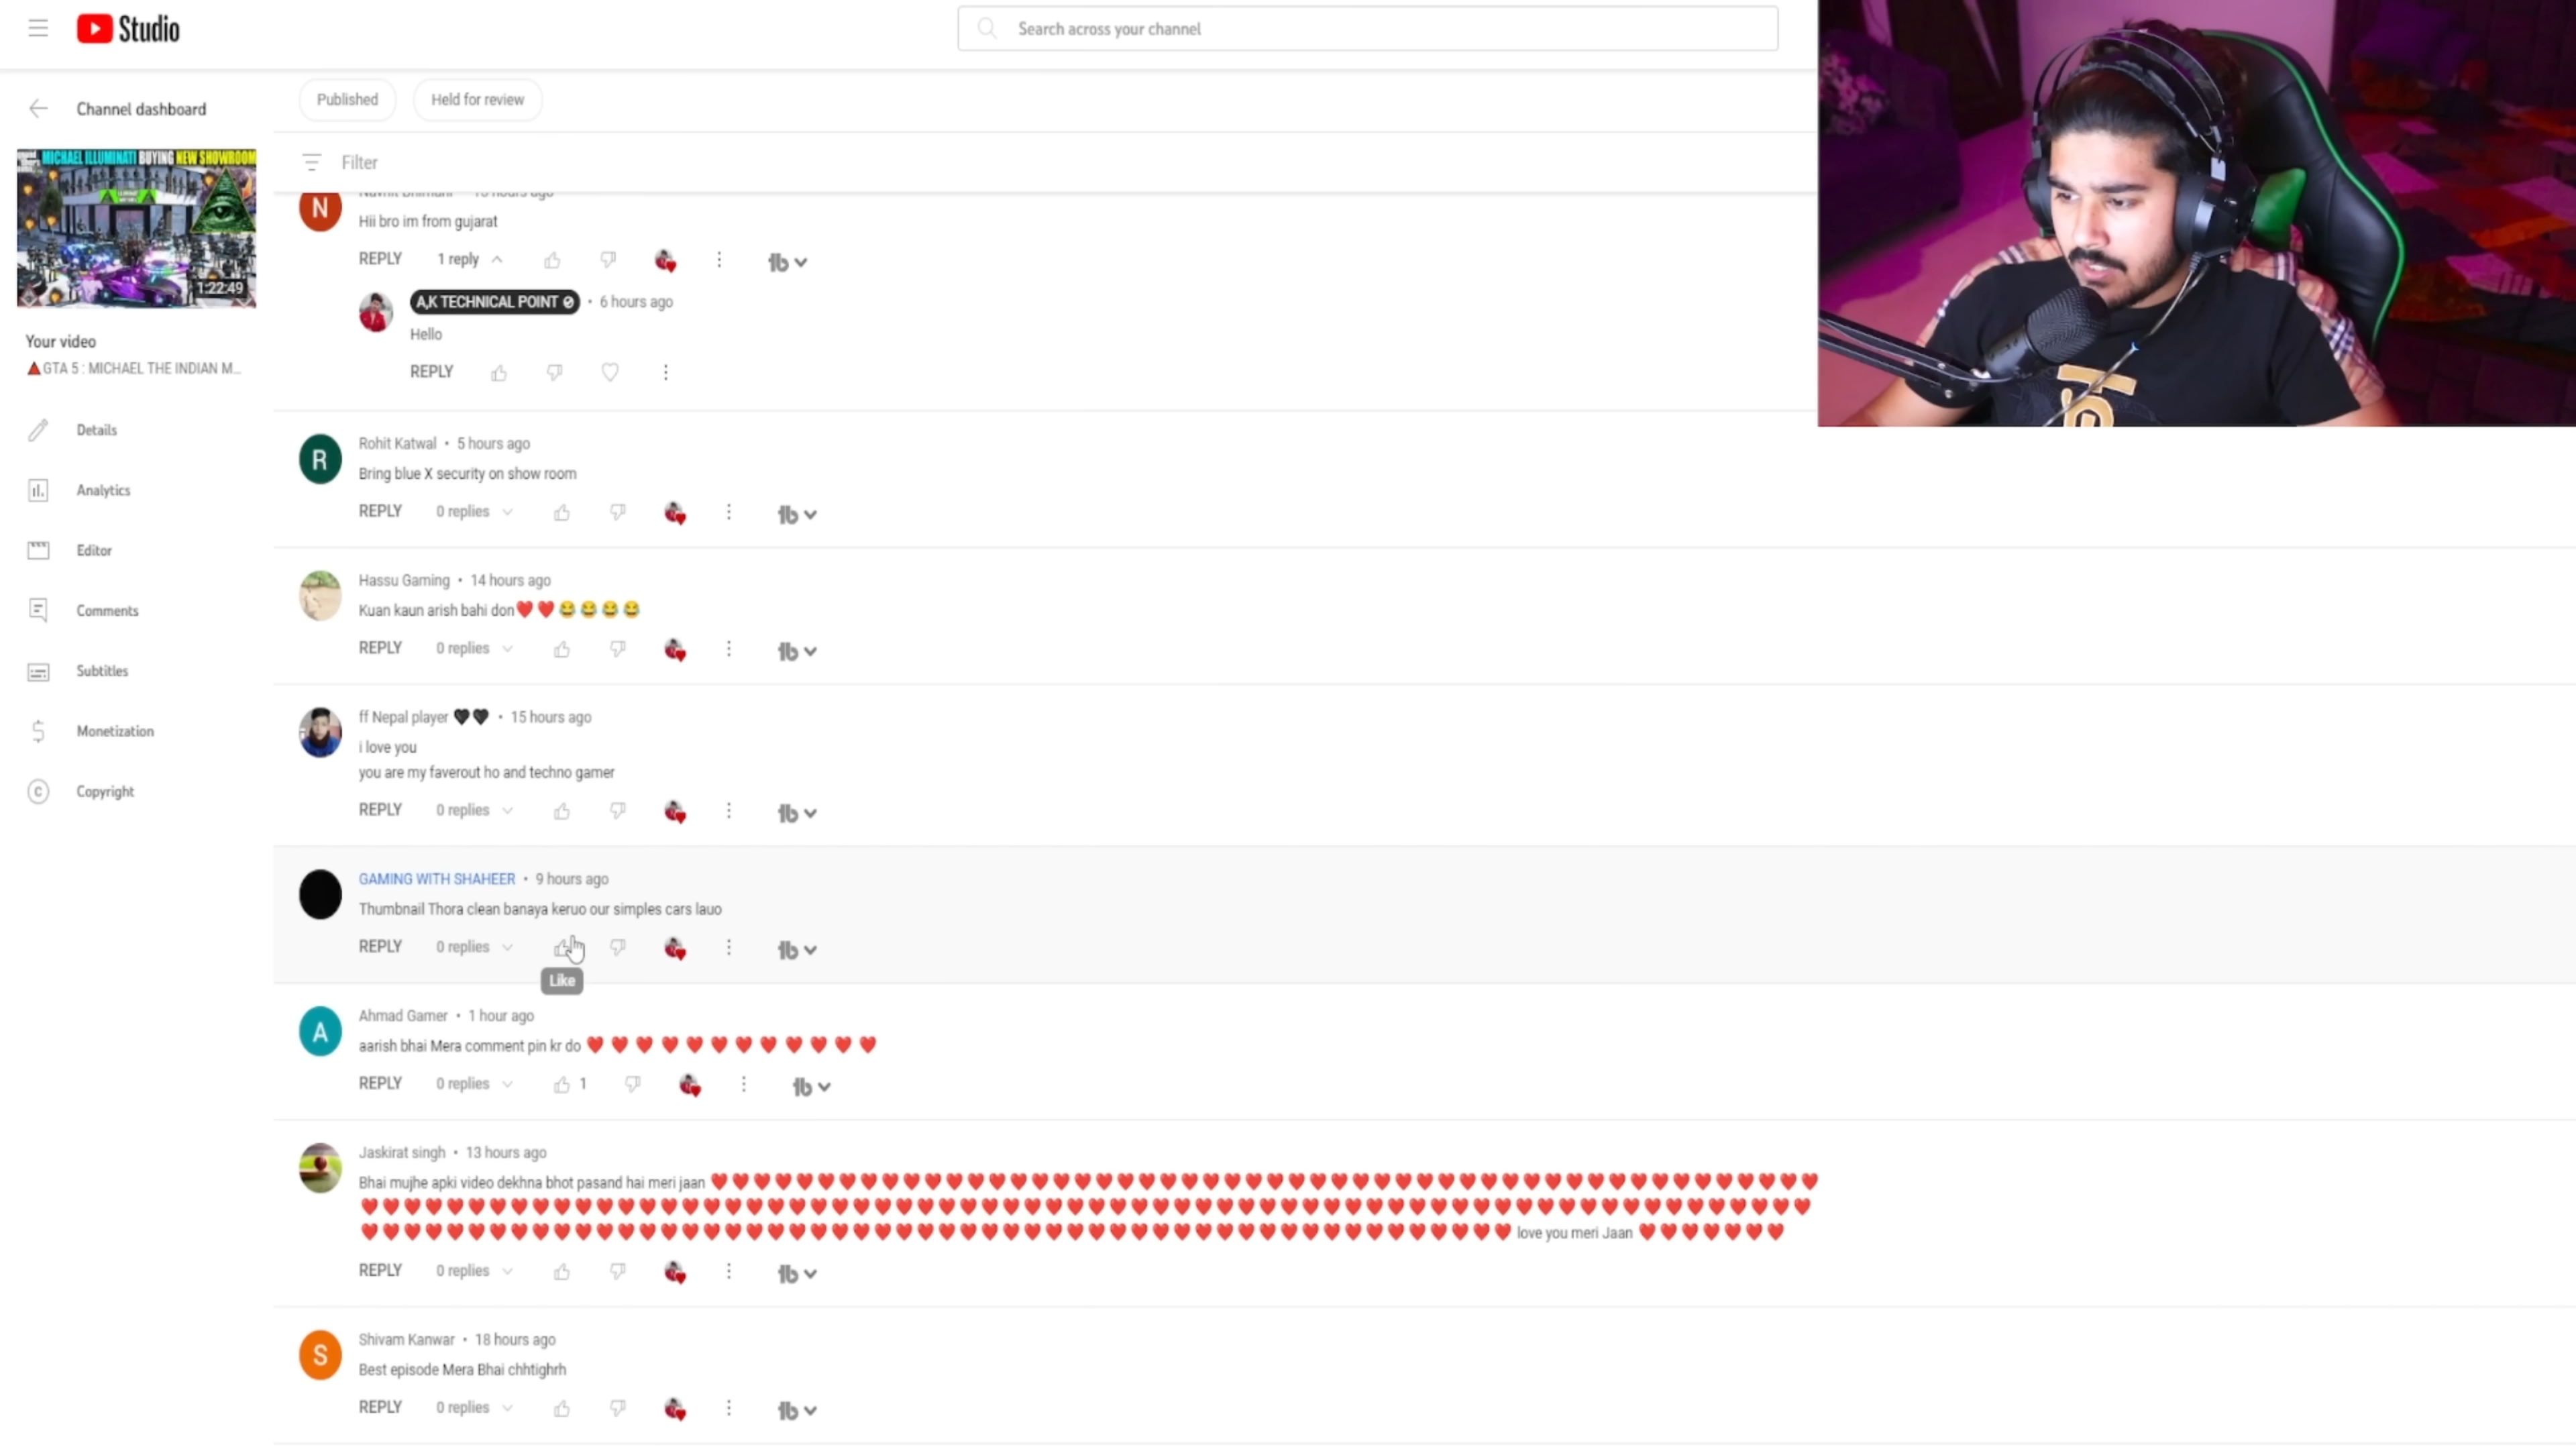 Studio
Search across your channel
Channel dashboard
Published
Held for review
Filter
MICHAEL ILLUMINATI BUYING NEW SHOWROOM
1:22:49
Your video
GTA 5 : MICHAEL THE INDIAN M...
Details
Analytics
Editor
Comments
Subtitles
Monetization
Copyright
N
Hii bro im from gujarat
REPLY 1 reply
A,K TECHNICAL POINT • 6 hours ago
Hello
REPLY
R
Rohit Katwal • 5 hours ago
Bring blue X security on show room
REPLY 0 replies
Hassu Gaming • 14 hours ago
Kuan kaun arish bahi don❤️❤️😂😂😂😂
REPLY 0 replies
ff Nepal player 🖤🖤 • 15 hours ago
i love you
you are my faverout ho and techno gamer
REPLY 0 replies
GAMING WITH SHAHEER • 9 hours ago
Thumbnail Thora clean banaya keruo our simples cars lauo
REPLY 0 replies
Like
A
Ahmad Gamer • 1 hour ago
aarish bhai Mera comment pin kr do ❤️ ❤️ ❤️ ❤️ ❤️ ❤️ ❤️ ❤️ ❤️ ❤️ ❤️ ❤️
REPLY 0 replies 1
Jaskirat singh • 13 hours ago
Bhai mujhe apki video dekhna bhot pasand hai meri jaan
love you meri Jaan ❤️❤️❤️❤️❤️❤️❤️
REPLY 0 replies
S
Shivam Kanwar • 18 hours ago
Best episode Mera Bhai chhtighrh
REPLY 0 replies